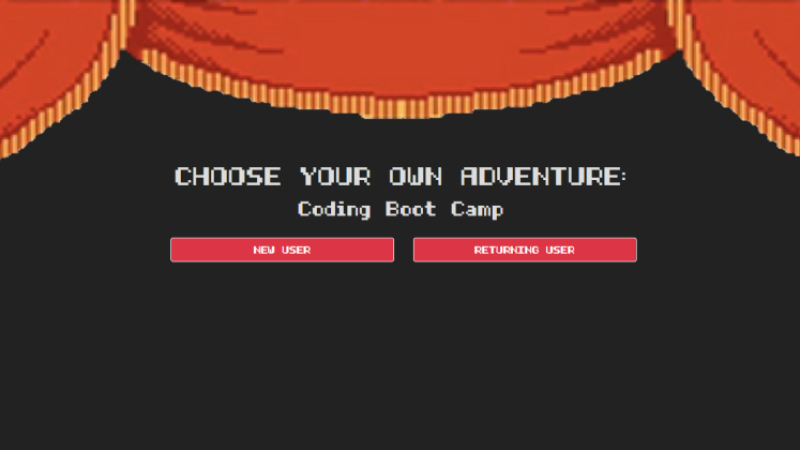 CHOOSE YOUR OWN ADVENTURE:
Coding Boot Camp
NEW USER
RETURNING USER